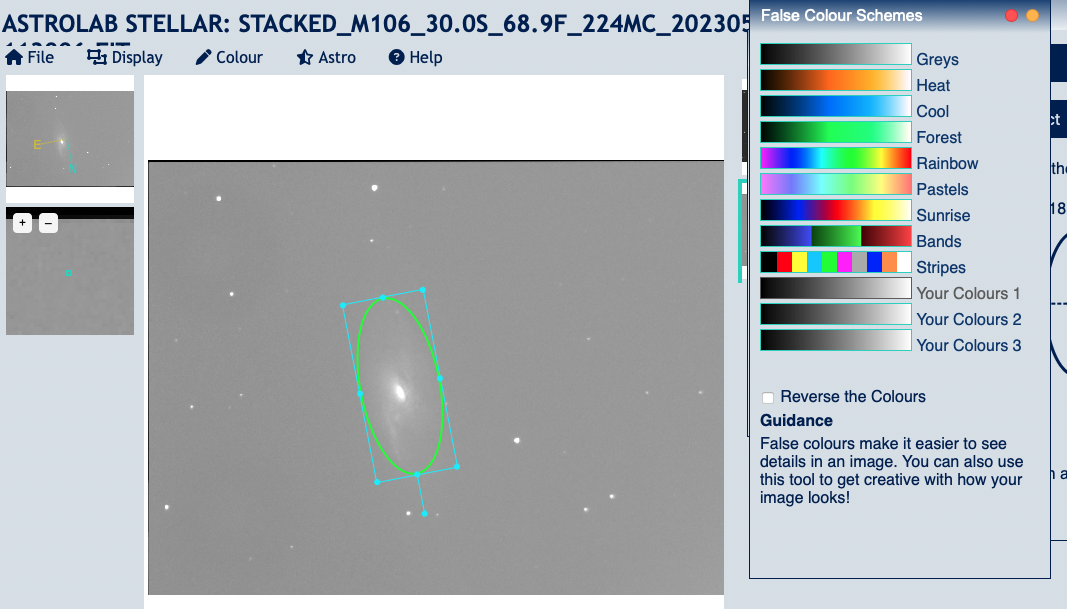 ASTROLAB STELLAR: STACKED_M106_30.0S_68.9F_224MC_202305
File
Display
Colour
Astro
Help
E
N
+
–
False Colour Schemes
Greys
Heat
Cool
Forest
Rainbow
Pastels
Sunrise
Bands
Stripes
Your Colours 1
Your Colours 2
Your Colours 3
Reverse the Colours
Guidance
False colours make it easier to see
details in an image. You can also use
this tool to get creative with how your
image looks!
ct
the
18
n a